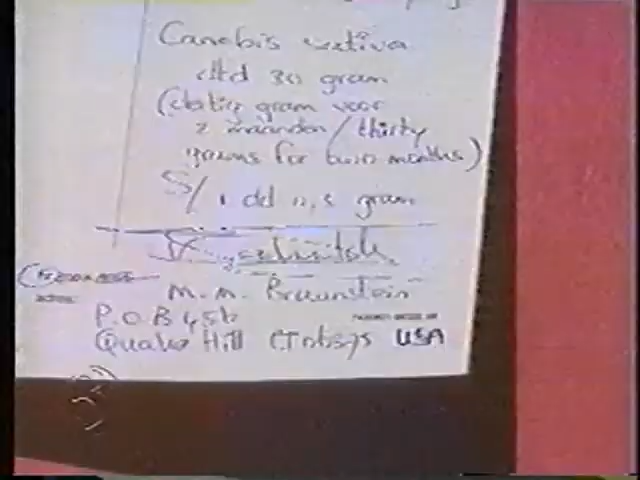 Canabis sativa
dtd 30 gram
(dertig gram voor
2 maanden / thirty
grams for two months)
S/ 1 dd 0,5 gram
M.M. Braunstein
P.O.B 456
Quaker Hill CT 06375 USA